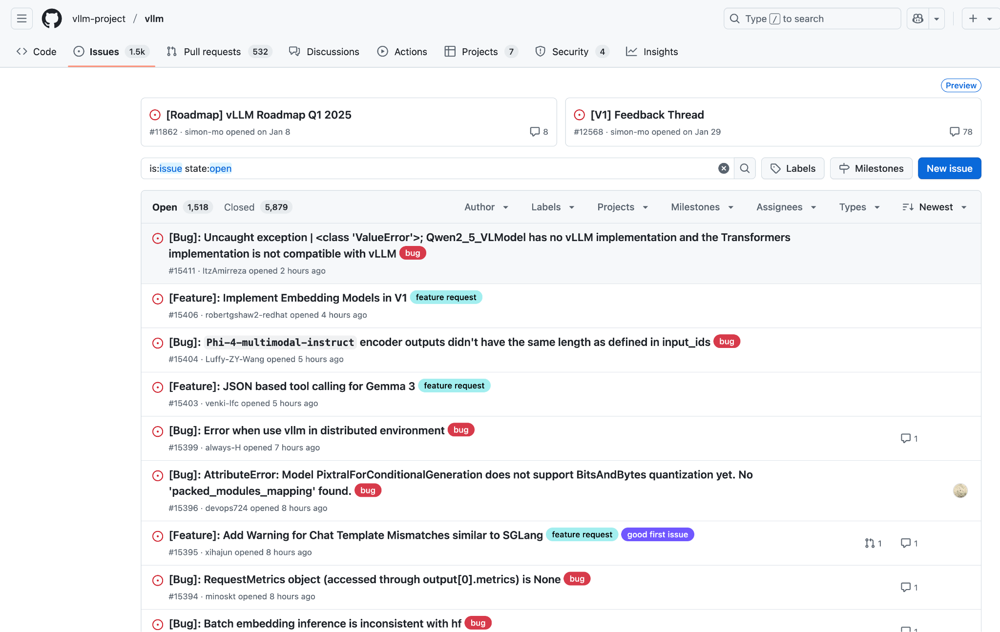 vllm-project / vllm
Type / to search
Code
Issues 1.5k
Pull requests 532
Discussions
Actions
Projects 7
Security 4
Insights
Preview
[Roadmap] vLLM Roadmap Q1 2025
#11862 · simon-mo opened on Jan 8
8
[V1] Feedback Thread
#12568 · simon-mo opened on Jan 29
78
is:issue state:open
Labels
Milestones
New issue
Open 1,518
Closed 5,879
Author
Labels
Projects
Milestones
Assignees
Types
Newest
[Bug]: Uncaught exception | <class 'ValueError'>; Qwen2_5_VLModel has no vLLM implementation and the Transformers
implementation is not compatible with vLLM bug
#15411 · ItzAmirreza opened 2 hours ago
[Feature]: Implement Embedding Models in V1 feature request
#15406 · robertgshaw2-redhat opened 4 hours ago
[Bug]: Phi-4-multimodal-instruct encoder outputs didn't have the same length as defined in input_ids bug
#15404 · Luffy-ZY-Wang opened 5 hours ago
[Feature]: JSON based tool calling for Gemma 3 feature request
#15403 · venki-lfc opened 5 hours ago
[Bug]: Error when use vllm in distributed environment bug
#15399 · always-H opened 7 hours ago
1
[Bug]: AttributeError: Model PixtralForConditionalGeneration does not support BitsAndBytes quantization yet. No
'packed_modules_mapping' found. bug
#15396 · devops724 opened 8 hours ago
[Feature]: Add Warning for Chat Template Mismatches similar to SGLang feature request good first issue
#15395 · xihajun opened 8 hours ago
1 1
[Bug]: RequestMetrics object (accessed through output[0].metrics) is None bug
#15394 · minoskt opened 8 hours ago
1
[Bug]: Batch embedding inference is inconsistent with hf bug